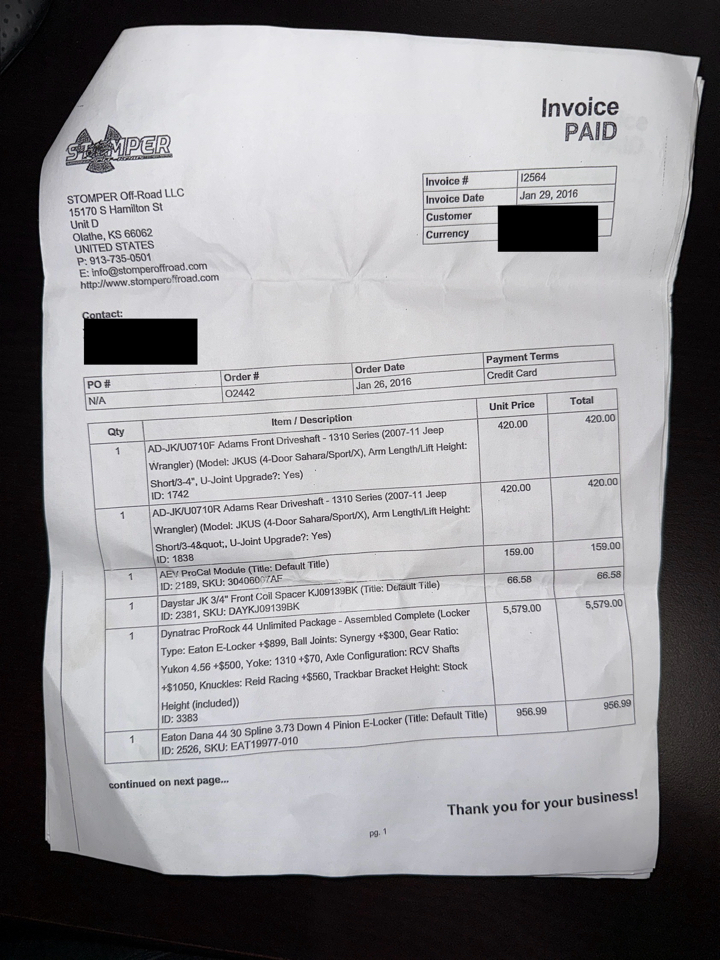 Invoice
PAID
STOMPER
STOMPER Off-Road LLC
15170 S Hamilton St
Unit D
Olathe, KS 66062
UNITED STATES
P: 913-735-0501
E: info@stomperoffroad.com
http://www.stomperoffroad.com
Invoice # I2564
Invoice Date Jan 29, 2016
Customer
Currency
Contact:
PO # Order # Order Date Payment Terms
N/A O2442 Jan 26, 2016 Credit Card
Qty Item / Description Unit Price Total
1 AD-JK/U0710F Adams Front Driveshaft - 1310 Series (2007-11 Jeep 420.00 420.00
Wrangler) (Model: JKUS (4-Door Sahara/Sport/X), Arm Length/Lift Height:
Short/3-4", U-Joint Upgrade?: Yes)
ID: 1742
1 AD-JK/U0710R Adams Rear Driveshaft - 1310 Series (2007-11 Jeep 420.00 420.00
Wrangler) (Model: JKUS (4-Door Sahara/Sport/X), Arm Length/Lift Height:
Short/3-4&quot;, U-Joint Upgrade?: Yes)
ID: 1838
1 AEV ProCal Module (Title: Default Title) 159.00 159.00
ID: 2189, SKU: 30406007AF
1 Daystar JK 3/4" Front Coil Spacer KJ09139BK (Title: Default Title) 66.58 66.58
ID: 2381, SKU: DAYKJ09139BK
1 Dynatrac ProRock 44 Unlimited Package - Assembled Complete (Locker 5,579.00 5,579.00
Type: Eaton E-Locker +$899, Ball Joints: Synergy +$300, Gear Ratio:
Yukon 4.56 +$500, Yoke: 1310 +$70, Axle Configuration: RCV Shafts
+$1050, Knuckles: Reid Racing +$560, Trackbar Bracket Height: Stock
Height (included))
ID: 3383
1 Eaton Dana 44 30 Spline 3.73 Down 4 Pinion E-Locker (Title: Default Title) 956.99 956.99
ID: 2526, SKU: EAT19977-010
continued on next page...
Thank you for your business!
pg. 1